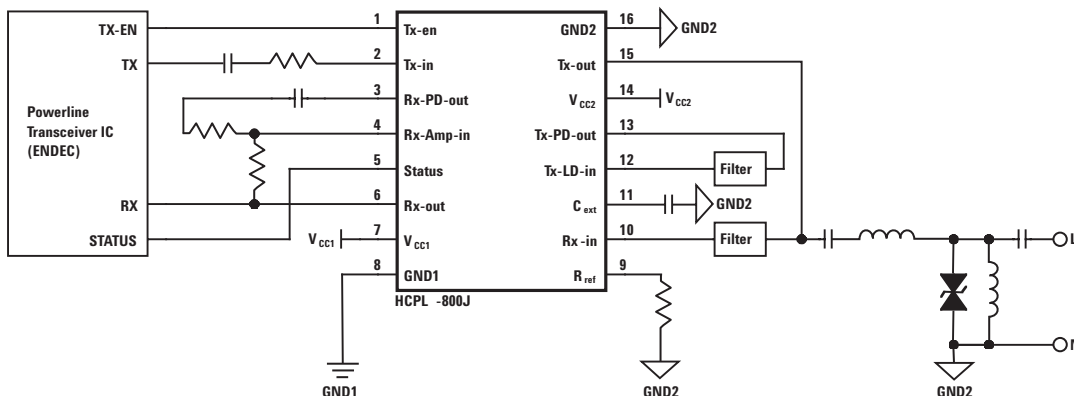 TX-EN
TX
Powerline
Transceiver IC
(ENDEC)
RX
STATUS
1
2
3
4
5
6
7
8
V CC1
GND1
Tx-en
Tx-in
Rx-PD-out
Rx-Amp-in
Status
Rx-out
V CC1
GND1
HCPL -800J
GND2
Tx-out
V CC2
Tx-PD-out
Tx-LD-in
C ext
Rx -in
R ref
16
15
14
13
12
11
10
9
GND2
V CC2
Filter
GND2
Filter
GND2
L
N
GND2